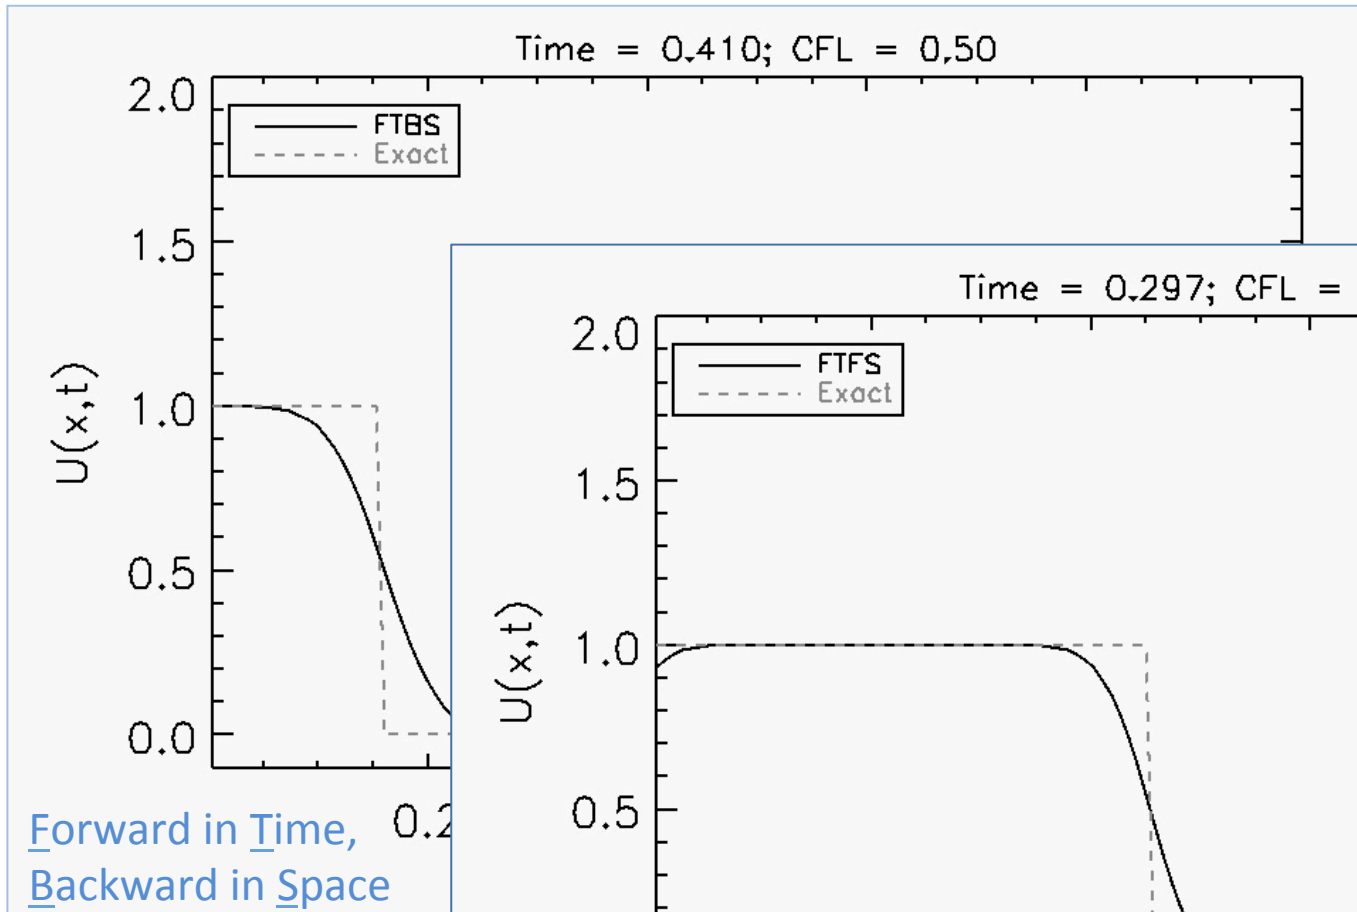 Time = 0.410; CFL = 0.50
2.0
FTBS
Exact
1.5
1.0
0.5
0.0
U(x,t)
0.2
Forward in Time,
Backward in Space
Time = 0.297; CFL =
2.0
FTFS
Exact
1.5
1.0
0.5
U(x,t)